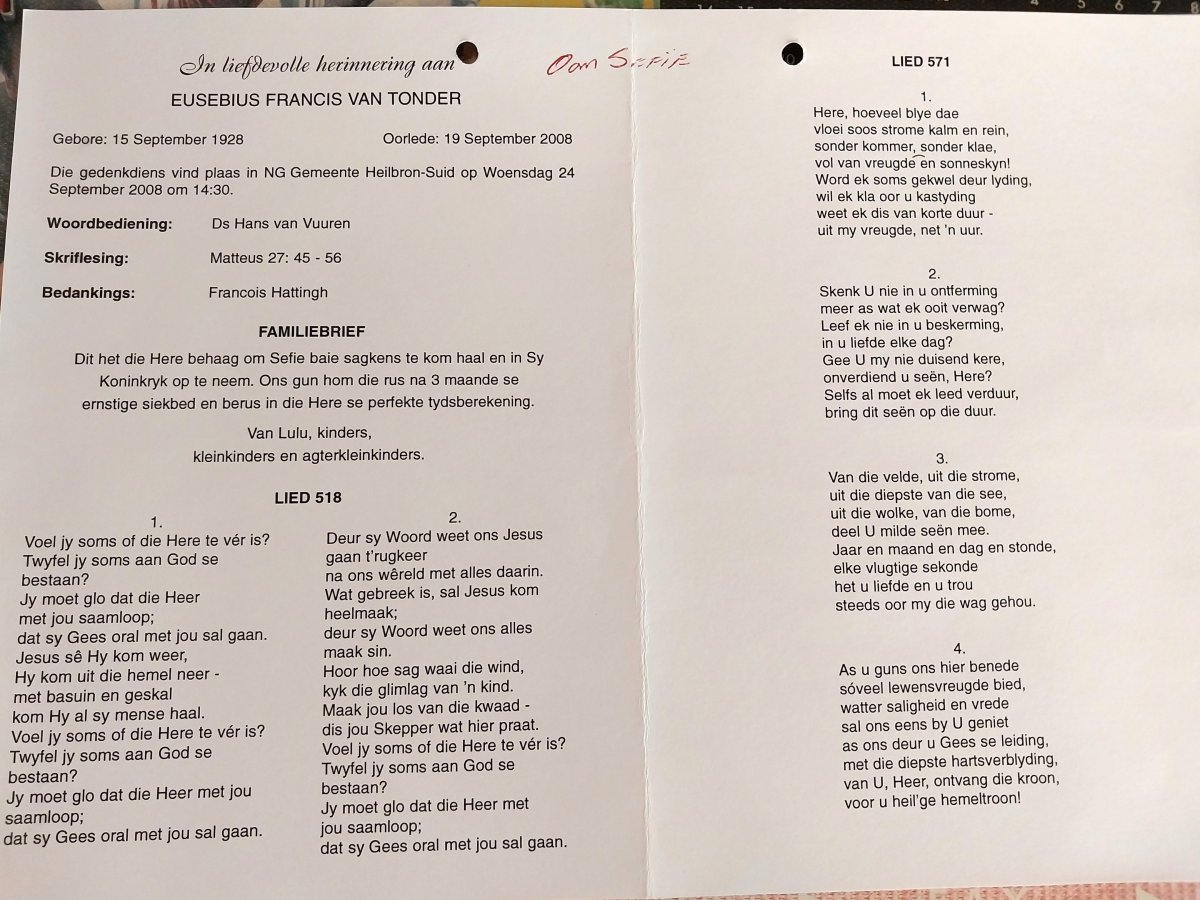 In liefdevolle herinnering aan
Oom Sefie
EUSEBIUS FRANCIS VAN TONDER
Gebore: 15 September 1928 Oorlede: 19 September 2008
Die gedenkdiens vind plaas in NG Gemeente Heilbron-Suid op Woensdag 24
September 2008 om 14:30.
Woordbediening: Ds Hans van Vuuren
Skriflesing: Matteus 27: 45 - 56
Bedankings: Francois Hattingh
FAMILIEBRIEF
Dit het die Here behaag om Sefie baie sagkens te kom haal en in Sy
Koninkryk op te neem. Ons gun hom die rus na 3 maande se
ernstige siekbed en berus in die Here se perfekte tydsberekening.
Van Lulu, kinders,
kleinkinders en agterkleinkinders.
LIED 518
1.
Voel jy soms of die Here te vér is?
Twyfel jy soms aan God se
bestaan?
Jy moet glo dat die Heer
met jou saamloop;
dat sy Gees oral met jou sal gaan.
Jesus sê Hy kom weer,
Hy kom uit die hemel neer -
met basuin en geskal
kom Hy al sy mense haal.
Voel jy soms of die Here te vér is?
Twyfel jy soms aan God se
bestaan?
Jy moet glo dat die Heer met jou
saamloop;
dat sy Gees oral met jou sal gaan.
2.
Deur sy Woord weet ons Jesus
gaan t'rugkeer
na ons wêreld met alles daarin.
Wat gebreek is, sal Jesus kom
heelmaak;
deur sy Woord weet ons alles
maak sin.
Hoor hoe sag waai die wind,
kyk die glimlag van 'n kind.
Maak jou los van die kwaad -
dis jou Skepper wat hier praat.
Voel jy soms of die Here te vér is?
Twyfel jy soms aan God se
bestaan?
Jy moet glo dat die Heer met
jou saamloop;
dat sy Gees oral met jou sal gaan.
LIED 571
1.
Here, hoeveel blye dae
vloei soos strome kalm en rein,
sonder kommer, sonder klae,
vol van vreugde en sonneskyn!
Word ek soms gekwel deur lyding,
wil ek kla oor u kastyding
weet ek dis van korte duur -
uit my vreugde, net 'n uur.
2.
Skenk U nie in u ontferming
meer as wat ek ooit verwag?
Leef ek nie in u beskerming,
in u liefde elke dag?
Gee U my nie duisend kere,
onverdiend u seën, Here?
Selfs al moet ek leed verduur,
bring dit seën op die duur.
3.
Van die velde, uit die strome,
uit die diepste van die see,
uit die wolke, van die bome,
deel U milde seën mee.
Jaar en maand en dag en stonde,
elke vlugtige sekonde
het u liefde en u trou
steeds oor my die wag gehou.
4.
As u guns ons hier benede
sóveel lewensvreugde bied,
watter saligheid en vrede
sal ons eens by U geniet
as ons deur u Gees se leiding,
met die diepste hartsverblyding,
van U, Heer, ontvang die kroon,
voor u heil'ge hemeltroon!